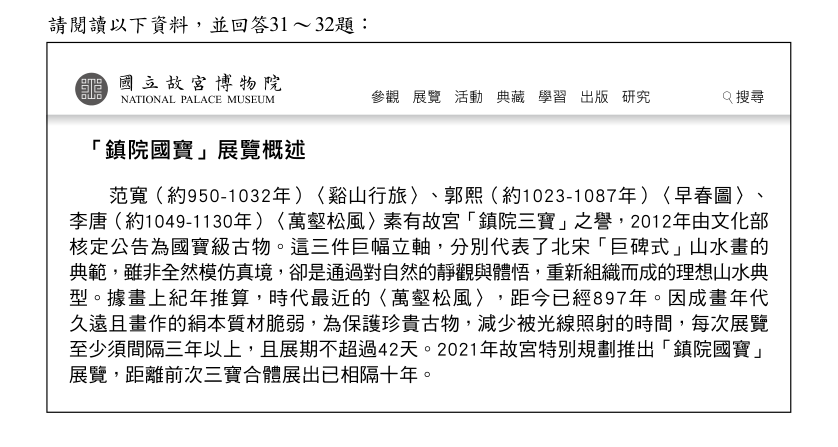 請閱讀以下資料，並回答31～32題：
國立故宮博物院
NATIONAL PALACE MUSEUM
參觀 展覽 活動 典藏 學習 出版 研究 搜尋
「鎮院國寶」展覽概述
范寬（約950-1032年）〈谿山行旅〉、郭熙（約1023-1087年）〈早春圖〉、
李唐（約1049-1130年）〈萬壑松風〉素有故宮「鎮院三寶」之譽，2012年由文化部
核定公告為國寶級古物。這三件巨幅立軸，分別代表了北宋「巨碑式」山水畫的
典範，雖非全然模仿真境，卻是通過對自然的靜觀與體悟，重新組織而成的理想山水典
型。據畫上紀年推算，時代最近的〈萬壑松風〉，距今已經897年。因成畫年代
久遠且畫作的絹本質材脆弱，為保護珍貴古物，減少被光線照射的時間，每次展覽
至少須間隔三年以上，且展期不超過42天。2021年故宮特別規劃推出「鎮院國寶」
展覽，距離前次三寶合體展出已相隔十年。